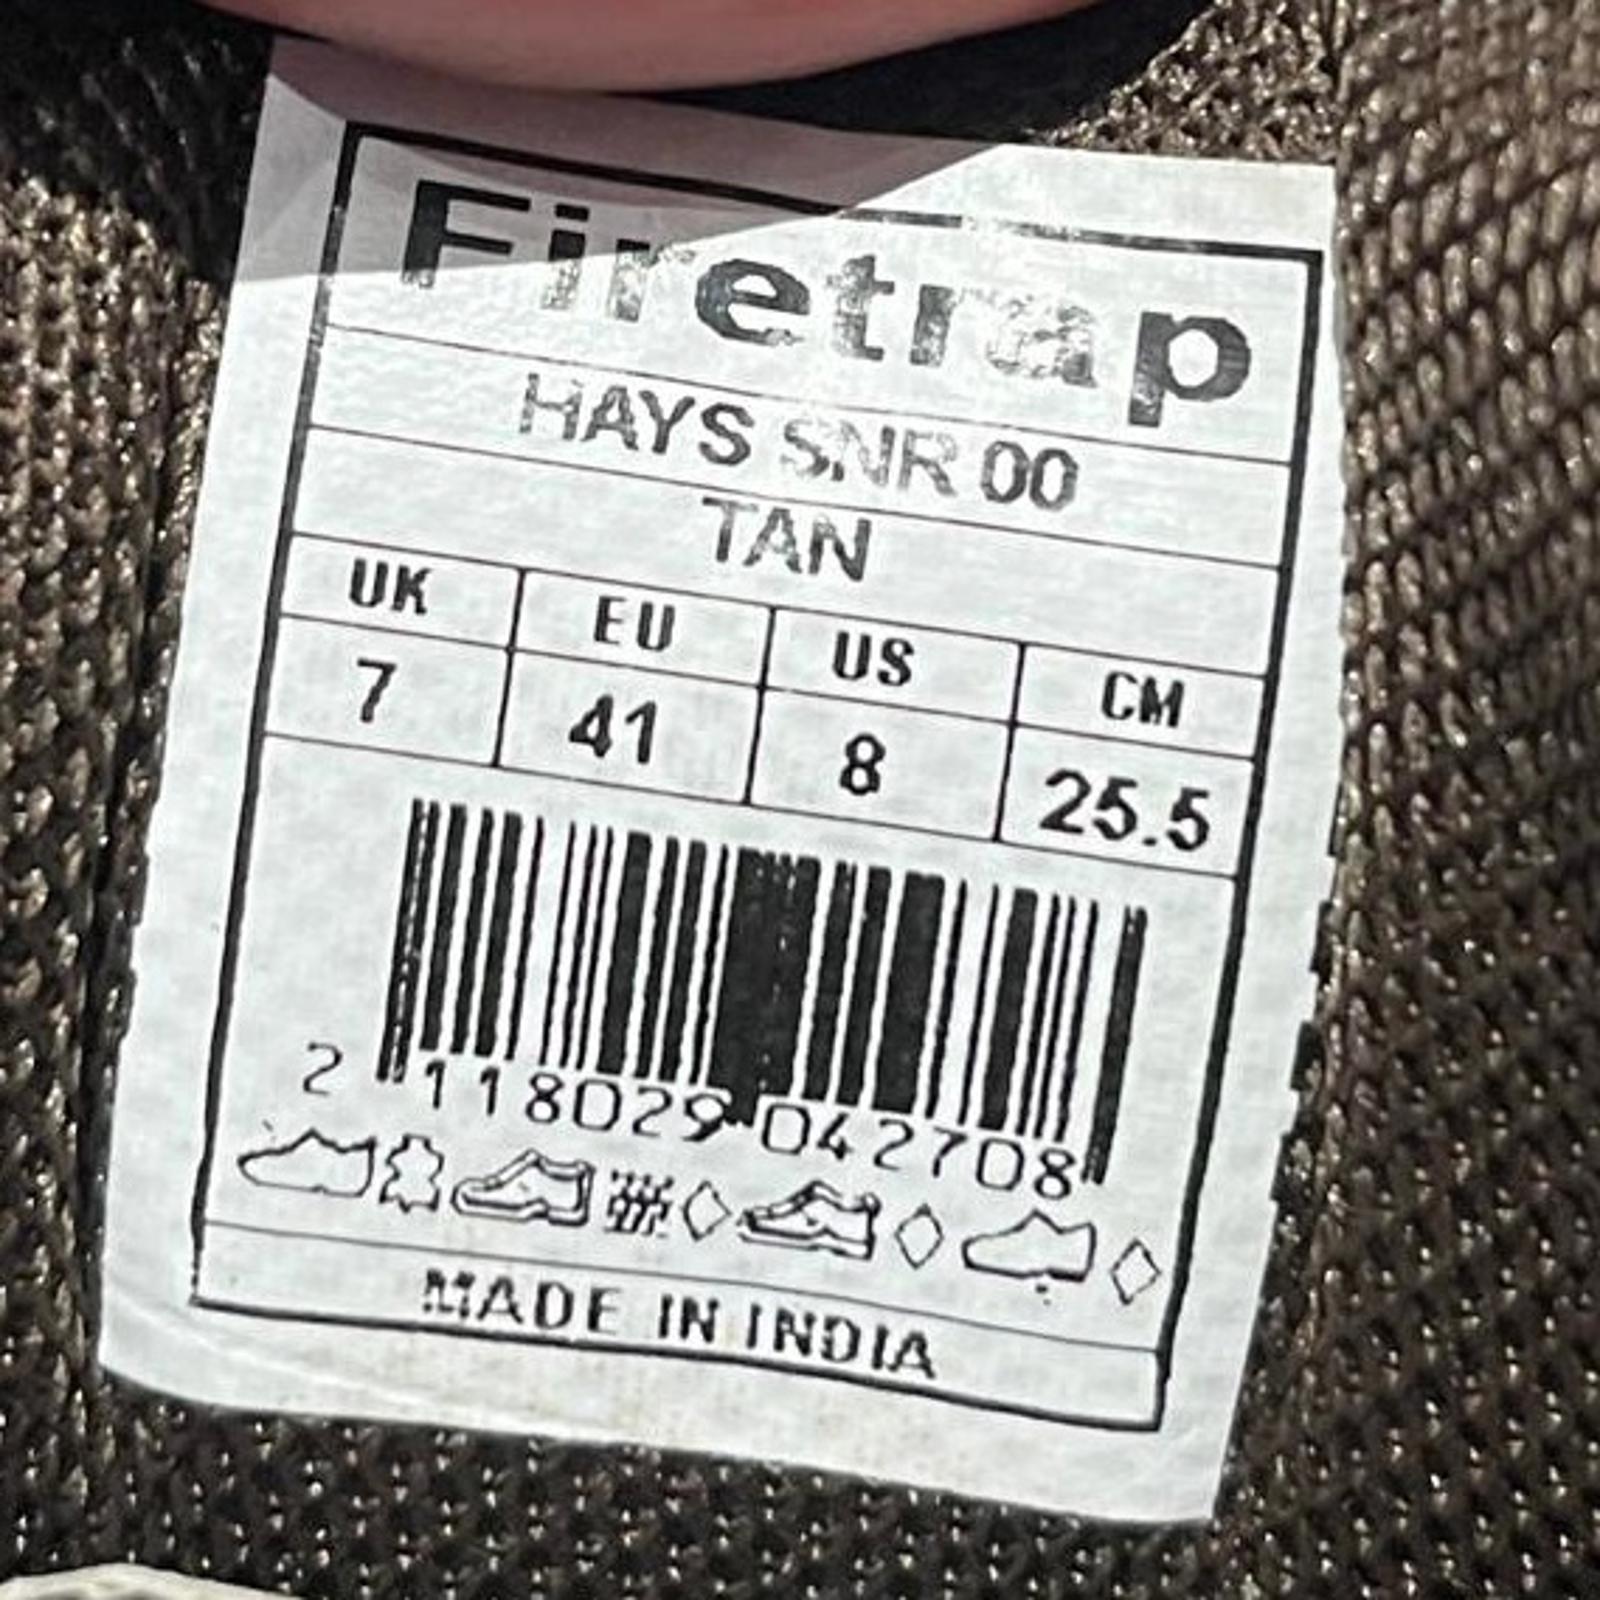 Firetrap
HAYS SNR 00
TAN
UK EU US CM
7 41 8 25.5
2 118029 042708
MADE IN INDIA